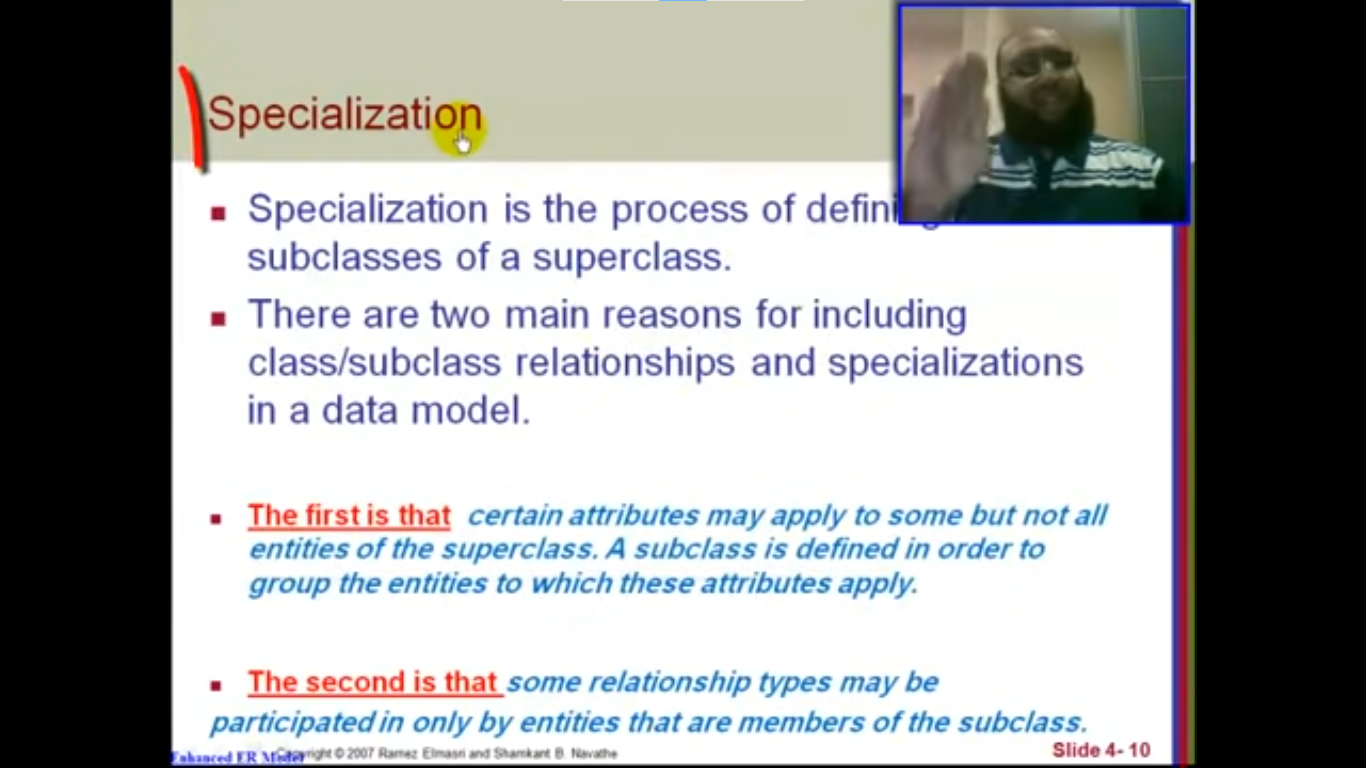 Specialization
Specialization is the process of defining
subclasses of a superclass.
There are two main reasons for including
class/subclass relationships and specializations
in a data model.
The first is that certain attributes may apply to some but not all
entities of the superclass. A subclass is defined in order to
group the entities to which these attributes apply.
The second is that some relationship types may be
participated in only by entities that are members of the subclass.
Enhanced ER Model Copyright © 2007 Ramez Elmasri and Shamkant B. Navathe Slide 4- 10